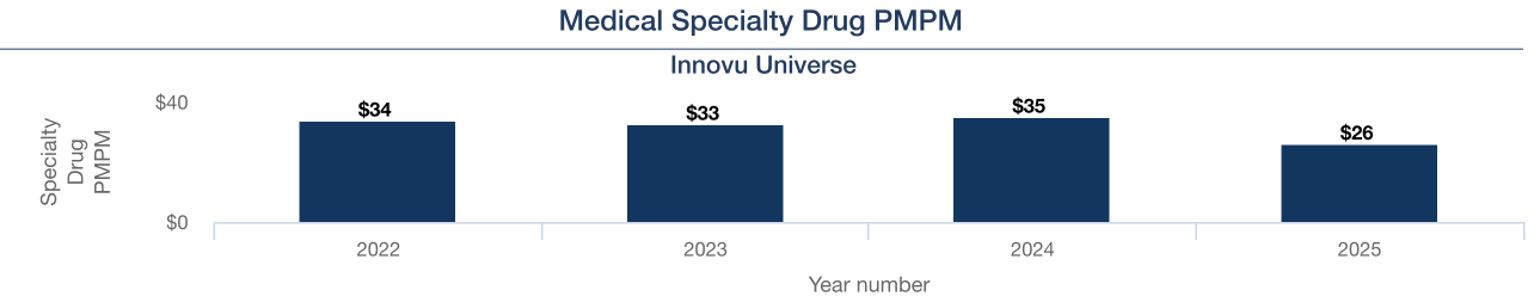 Medical Specialty Drug PMPM
Innovu Universe
$40
$0
Specialty
Drug
PMPM
$34
$33
$35
$26
2022
2023
2024
2025
Year number